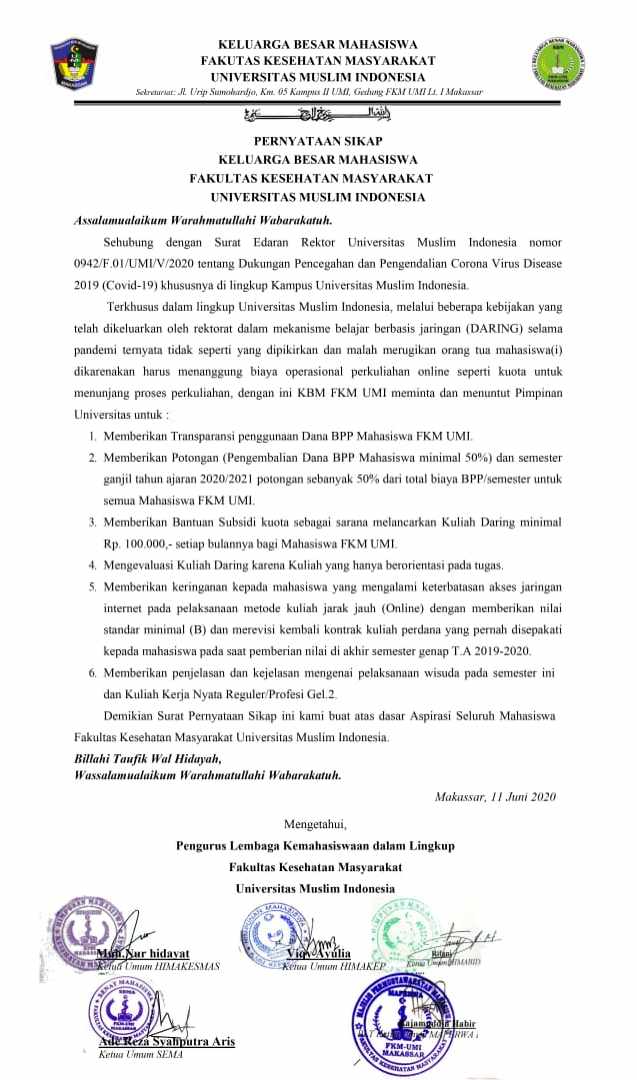 KELUARGA BESAR MAHASISWA
FAKUTAS KESEHATAN MASYARAKAT
UNIVERSITAS MUSLIM INDONESIA
Sekretariat: Jl. Urip Sumohardjo, Km. 05 Kampus II UMI, Gedung FKM UMI Lt. I Makassar
PERNYATAAN SIKAP
KELUARGA BESAR MAHASISWA
FAKULTAS KESEHATAN MASYARAKAT
UNIVERSITAS MUSLIM INDONESIA
Assalamualaikum Warahmatullahi Wabarakatuh.
Sehubung dengan Surat Edaran Rektor Universitas Muslim Indonesia nomor
0942/F.01/UMI/V/2020 tentang Dukungan Pencegahan dan Pengendalian Corona Virus Disease
2019 (Covid-19) khususnya di lingkup Kampus Universitas Muslim Indonesia.
Terkhusus dalam lingkup Universitas Muslim Indonesia, melalui beberapa kebijakan yang
telah dikeluarkan oleh rektorat dalam mekanisme belajar berbasis jaringan (DARING) selama
pandemi ternyata tidak seperti yang dipikirkan dan malah merugikan orang tua mahasiswa(i)
dikarenakan harus menanggung biaya operasional perkuliahan online seperti kuota untuk
menunjang proses perkuliahan, dengan ini KBM FKM UMI meminta dan menuntut Pimpinan
Universitas untuk :
1. Memberikan Transparansi penggunaan Dana BPP Mahasiswa FKM UMI.
2. Memberikan Potongan (Pengembalian Dana BPP Mahasiswa minimal 50%) dan semester
ganjil tahun ajaran 2020/2021 potongan sebanyak 50% dari total biaya BPP/semester untuk
semua Mahasiswa FKM UMI.
3. Memberikan Bantuan Subsidi kuota sebagai sarana melancarkan Kuliah Daring minimal
Rp. 100.000,- setiap bulannya bagi Mahasiswa FKM UMI.
4. Mengevaluasi Kuliah Daring karena Kuliah yang hanya berorientasi pada tugas.
5. Memberikan keringanan kepada mahasiswa yang mengalami keterbatasan akses jaringan
internet pada pelaksanaan metode kuliah jarak jauh (Online) dengan memberikan nilai
standar minimal (B) dan merevisi kembali kontrak kuliah perdana yang pernah disepakati
kepada mahasiswa pada saat pemberian nilai di akhir semester genap T.A 2019-2020.
6. Memberikan penjelasan dan kejelasan mengenai pelaksanaan wisuda pada semester ini
dan Kuliah Kerja Nyata Reguler/Profesi Gel.2.
Demikian Surat Pernyataan Sikap ini kami buat atas dasar Aspirasi Seluruh Mahasiswa
Fakultas Kesehatan Masyarakat Universitas Muslim Indonesia.
Billahi Taufik Wal Hidayah,
Wassalamualaikum Warahmatullahi Wabarakatuh.
Makassar, 11 Juni 2020
Mengetahui,
Pengurus Lembaga Kemahasiswaan dalam Lingkup
Fakultas Kesehatan Masyarakat
Universitas Muslim Indonesia
Muh.Nur hidayat
Ketua Umum HIMAKESMAS
Ayulia
Ketua Umum HIMAKEP
Ketua Umum HIMABID
SENAT MAHASISWA
SEMA
FKM-UMI
MAKASSAR
Ade Reza Syahputra Aris
Ketua Umum SEMA
FKM-UMI
MAKASSAR